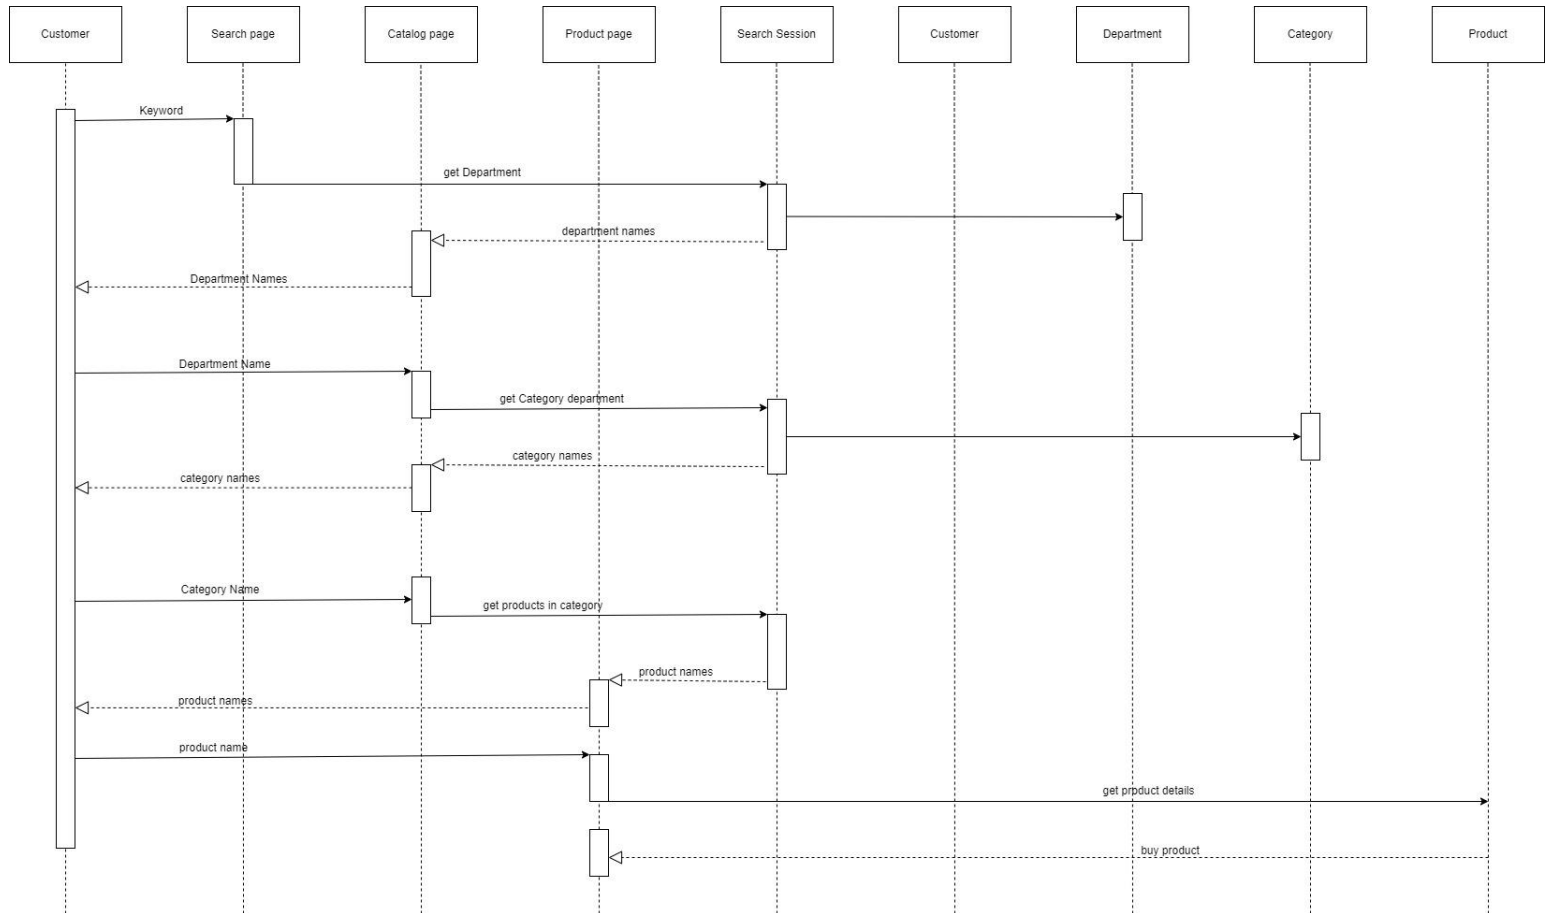 Customer
Search page
Catalog page
Product page
Search Session
Customer
Department
Category
Product
Keyword
get Department
department names
Department Names
Department Name
get Category department
category names
category names
Category Name
get products in category
product names
product names
product name
get product details
buy product